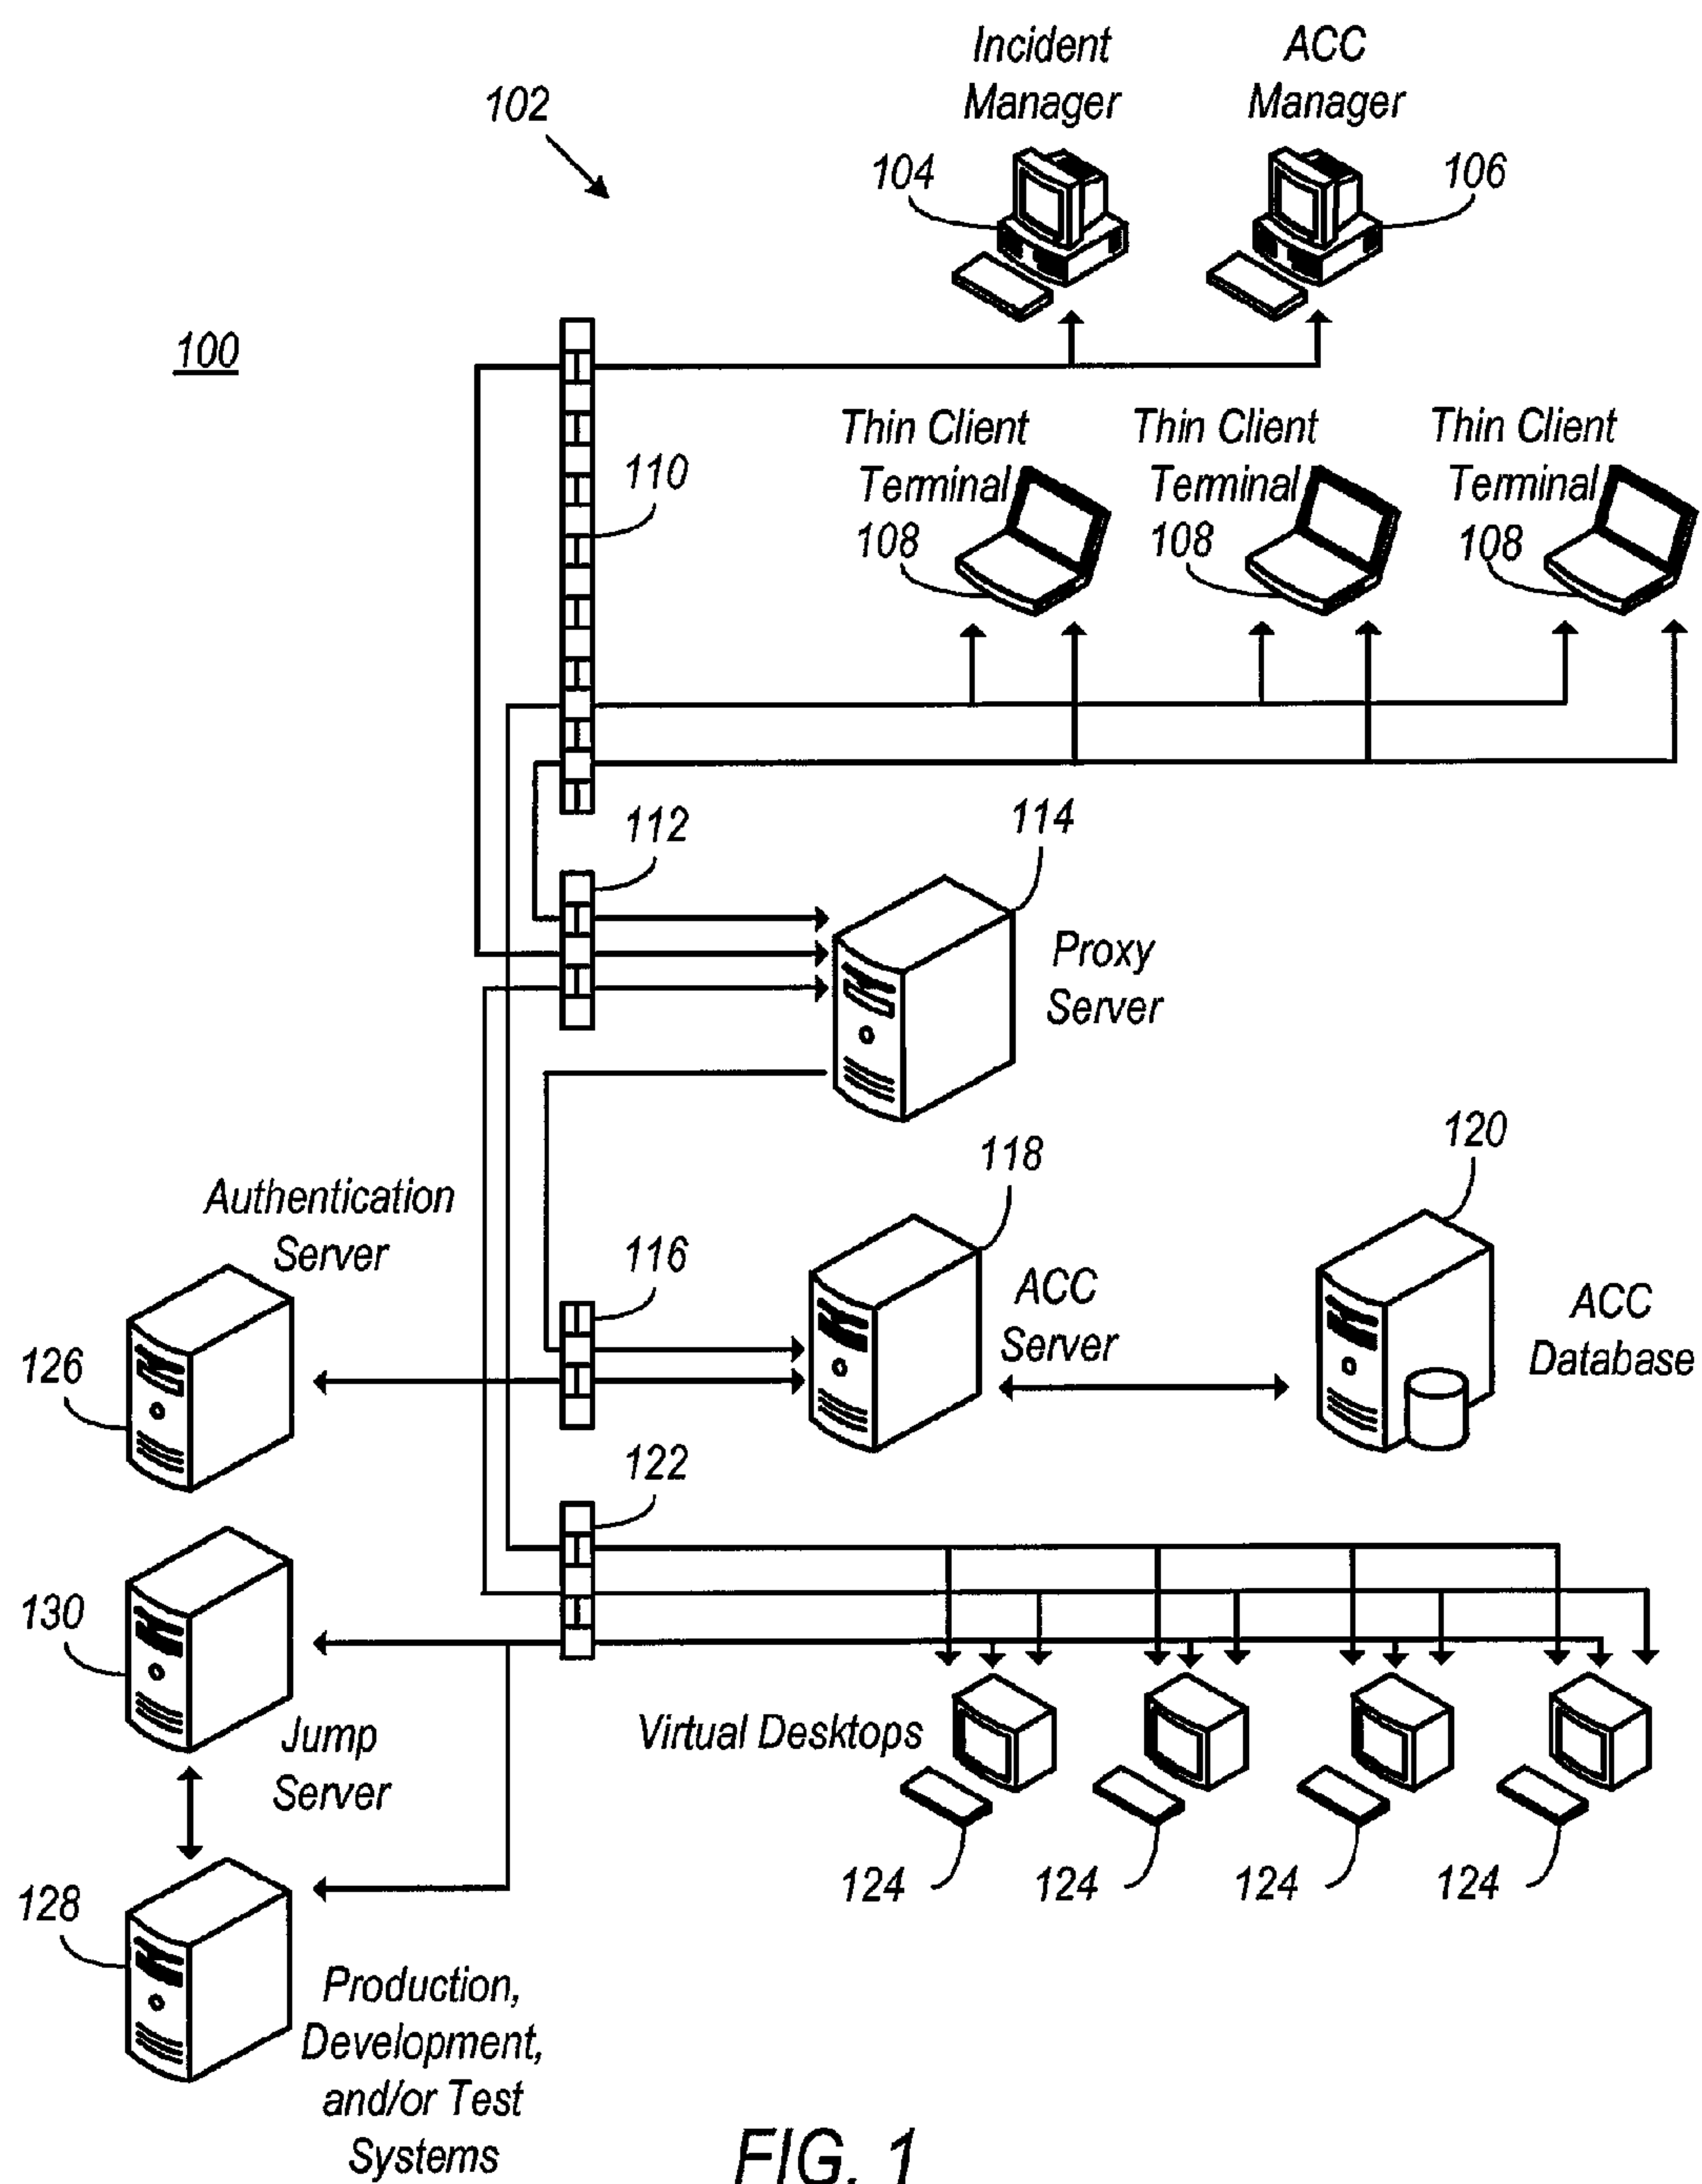 Incident
Manager
ACC
Manager
102
104
106
100
Thin Client
Terminal
108
Thin Client
Terminal
108
Thin Client
Terminal
108
110
112
114
Proxy
Server
118
120
Authentication
Server
116
ACC
Server
ACC
Database
126
122
130
Jump
Server
Virtual Desktops
124
124
124
124
128
Production,
Development,
and/or Test
Systems
FIG. 1